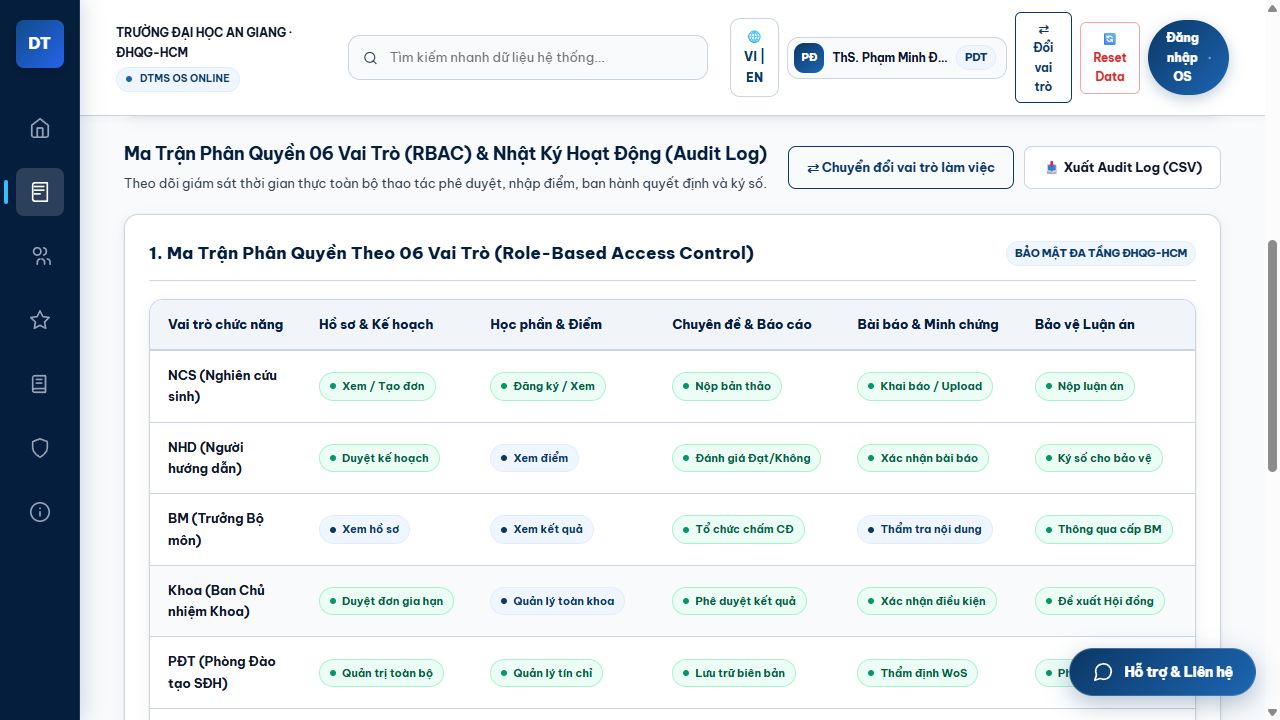 DT
TRƯỜNG ĐẠI HỌC AN GIANG ·
ĐHQG-HCM
DTMS OS ONLINE
Tìm kiếm nhanh dữ liệu hệ thống...
VI |
EN
PĐ
ThS. Phạm Minh Đ...
PDT
⇄
Đổi
vai
trò
Reset
Data
Đăng
nhập
OS
Ma Trận Phân Quyền 06 Vai Trò (RBAC) & Nhật Ký Hoạt Động (Audit Log)
Theo dõi giám sát thời gian thực toàn bộ thao tác phê duyệt, nhập điểm, ban hành quyết định và ký số.
⇄ Chuyển đổi vai trò làm việc
Xuất Audit Log (CSV)
1. Ma Trận Phân Quyền Theo 06 Vai Trò (Role-Based Access Control)
BẢO MẬT ĐA TẦNG ĐHQG-HCM
Vai trò chức năng Hồ sơ & Kế hoạch Học phần & Điểm Chuyên đề & Báo cáo Bài báo & Minh chứng Bảo vệ Luận án
NCS (Nghiên cứu
sinh)
Xem / Tạo đơn Đăng ký / Xem Nộp bản thảo Khai báo / Upload Nộp luận án
NHD (Người
hướng dẫn)
Duyệt kế hoạch Xem điểm Đánh giá Đạt/Không Xác nhận bài báo Ký số cho bảo vệ
BM (Trưởng Bộ
môn)
Xem hồ sơ Xem kết quả Tổ chức chấm CĐ Thẩm tra nội dung Thông qua cấp BM
Khoa (Ban Chủ
nhiệm Khoa)
Duyệt đơn gia hạn Quản lý toàn khoa Phê duyệt kết quả Xác nhận điều kiện Đề xuất Hội đồng
PĐT (Phòng Đào
tạo SĐH)
Quản trị toàn bộ Quản lý tín chỉ Lưu trữ biên bản Thẩm định WoS
Hỗ trợ & Liên hệ